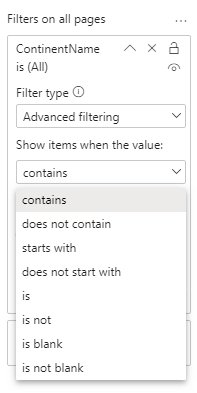 Filters on all pages
ContinentName
is (All)
Filter type
Advanced filtering
Show items when the value:
contains
contains
does not contain
starts with
does not start with
is
is not
is blank
is not blank